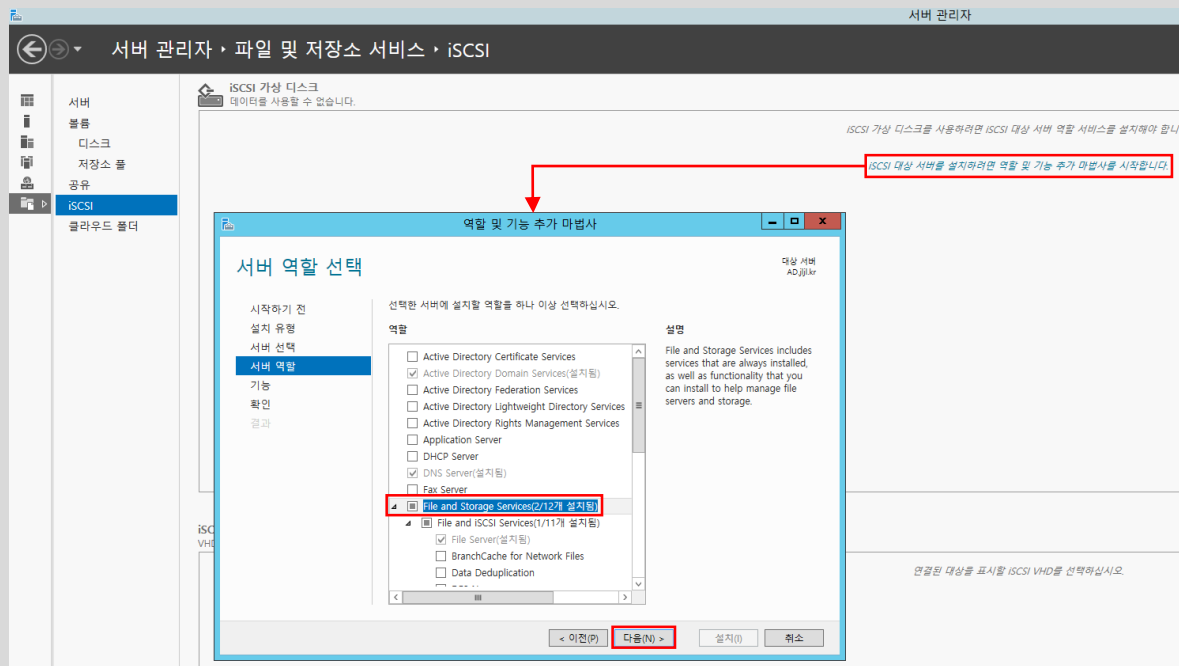 서버 관리자
서버 관리자 ‣ 파일 및 저장소 서비스 ‣ iSCSI
서버
볼륨
디스크
저장소 풀
공유
iSCSI
클라우드 폴더
iSCSI 가상 디스크
데이터를 사용할 수 없습니다.
iSCSI 가상 디스크를 사용하려면 iSCSI 대상 서버 역할 서비스를 설치해야 합니
iSCSI 대상 서버를 설치하려면 역할 및 기능 추가 마법사를 시작합니다.
역할 및 기능 추가 마법사
서버 역할 선택
대상 서버
AD.jijl.kr
시작하기 전
설치 유형
서버 선택
서버 역할
기능
확인
결과
선택한 서버에 설치할 역할을 하나 이상 선택하십시오.
역할
Active Directory Certificate Services
Active Directory Domain Services(설치됨)
Active Directory Federation Services
Active Directory Lightweight Directory Services
Active Directory Rights Management Services
Application Server
DHCP Server
DNS Server(설치됨)
Fax Server
File and Storage Services(2/12개 설치됨)
File and iSCSI Services(1/11개 설치됨)
File Server(설치됨)
BranchCache for Network Files
Data Deduplication
설명
File and Storage Services includes
services that are always installed,
as well as functionality that you
can install to help manage file
servers and storage.
< 이전(P)
다음(N) >
설치(I)
취소
iSC
VHD
연결된 대상을 표시할 iSCSI VHD를 선택하십시오.